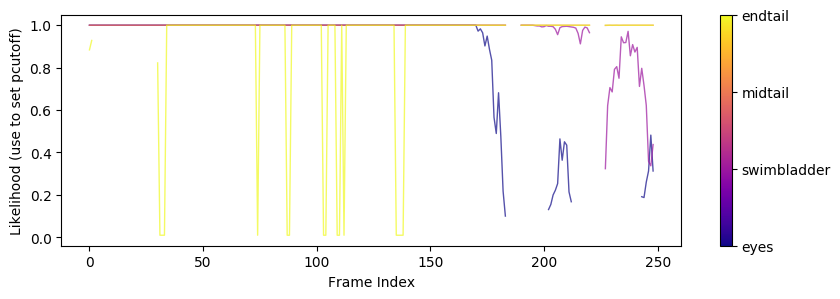 Likelihood (use to set pcutoff)
1.0
0.8
0.6
0.4
0.2
0.0
0
50
100
150
200
250
Frame Index
endtail
midtail
swimbladder
eyes